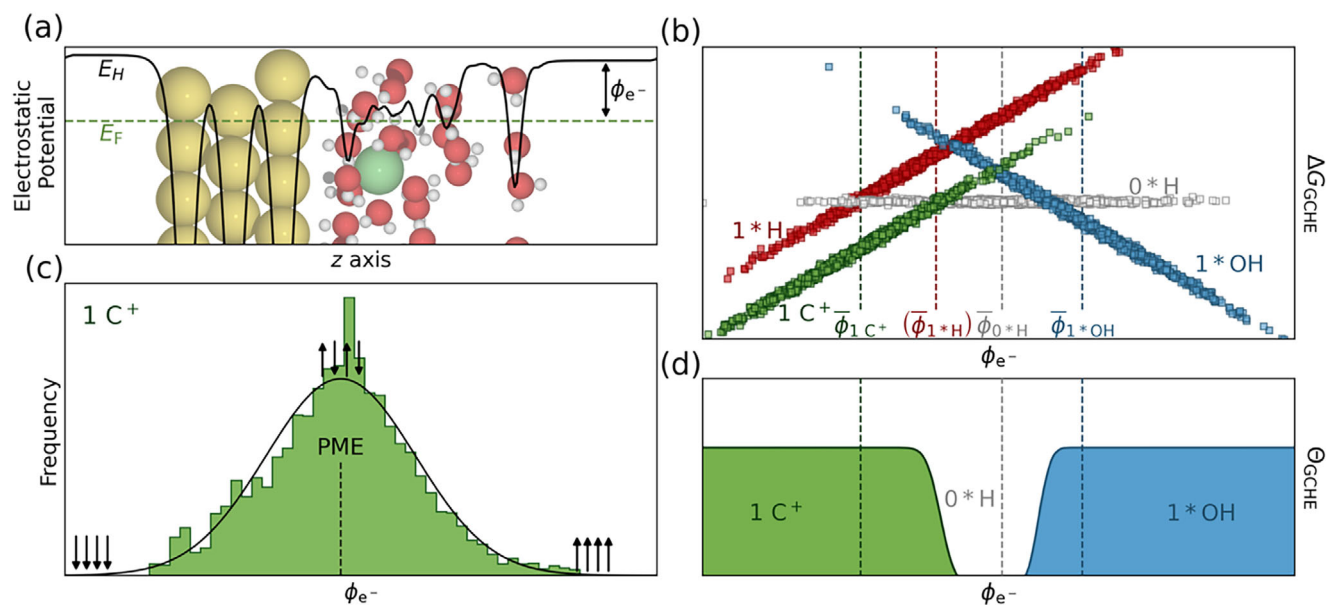 (a)
Electrostatic
Potential
E_H
E_F
ϕ_e⁻
z axis
(b)
ΔG_GCHE
0*H
1*H
1*OH
1 C⁺
ϕ̅_1 C⁺
(ϕ̅_1*H)
ϕ̅_0*H
ϕ̅_1*OH
ϕ_e⁻
(c)
1 C⁺
Frequency
PME
ϕ_e⁻
(d)
Θ_GCHE
0*H
1 C⁺
1*OH
ϕ_e⁻